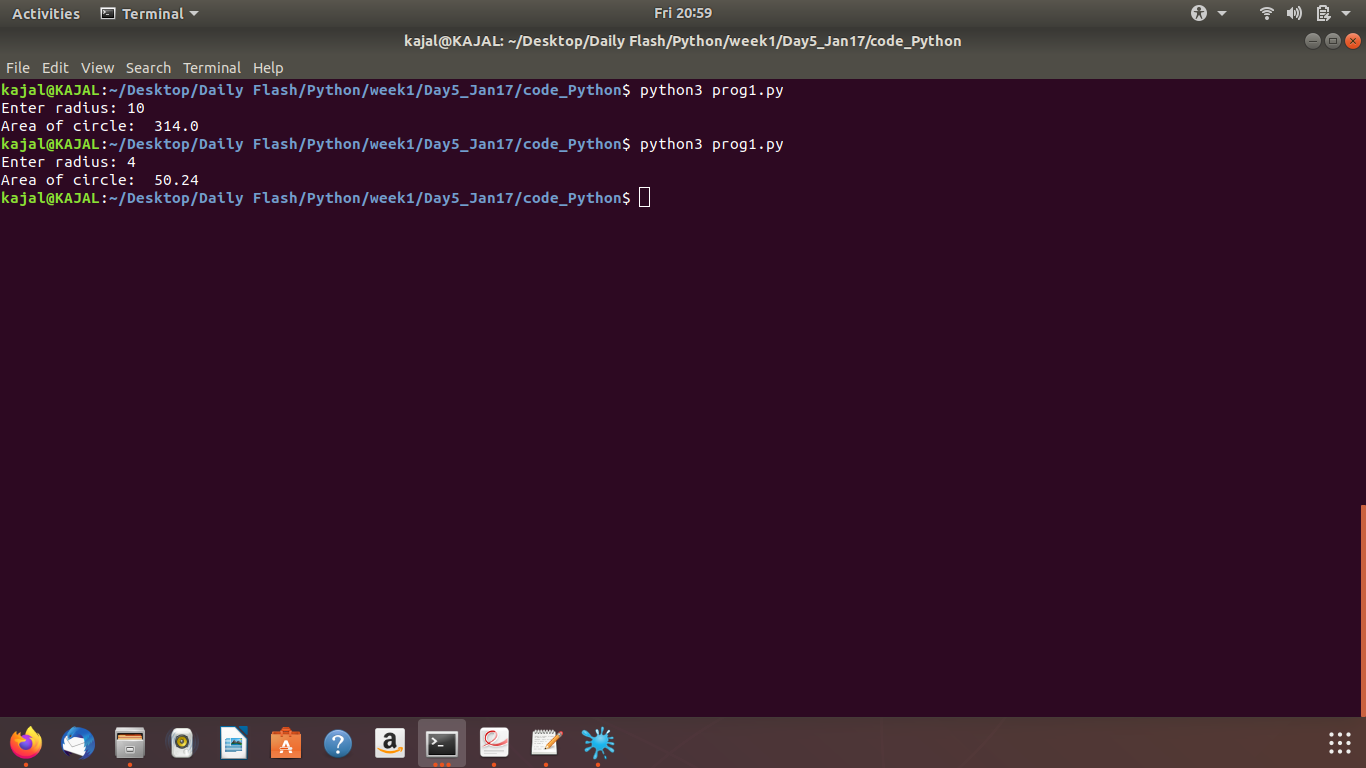 Activities Terminal Fri 20:59
kajal@KAJAL: ~/Desktop/Daily Flash/Python/week1/Day5_Jan17/code_Python
File Edit View Search Terminal Help
kajal@KAJAL:~/Desktop/Daily Flash/Python/week1/Day5_Jan17/code_Python$ python3 prog1.py
Enter radius: 10
Area of circle:  314.0
kajal@KAJAL:~/Desktop/Daily Flash/Python/week1/Day5_Jan17/code_Python$ python3 prog1.py
Enter radius: 4
Area of circle:  50.24
kajal@KAJAL:~/Desktop/Daily Flash/Python/week1/Day5_Jan17/code_Python$